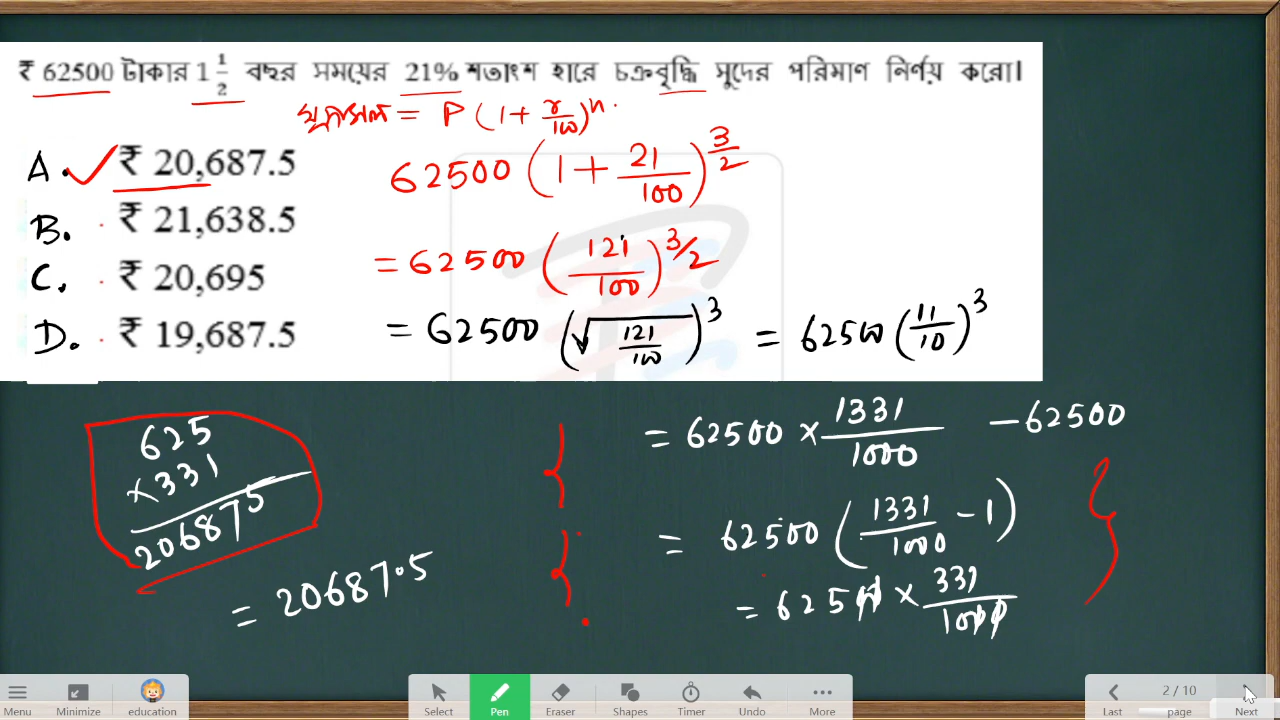 ₹ 62500 টাকার 1 1/2 বছর সময়ের 21% শতাংশ হারে চক্রবৃদ্ধি সুদের পরিমাণ নির্ণয় করো।
= P (1 + r/100)^n
A. ✓ ₹ 20,687.5
B. ₹ 21,638.5
C. ₹ 20,695
D. ₹ 19,687.5
62500 (1 + 21/100)^3/2
= 62500 (121/100)^3/2
= 62500 (√121/100)^3 = 62500 (11/10)^3
= 62500 × 1331/1000 - 62500
= 62500 (1331/1000 - 1)
= 62500 × 331/1000
625
×331
206875
= 20687.5
Menu
Minimize
education
Select
Pen
Eraser
Shapes
Timer
Undo
More
Last
2 / 10
page
Next